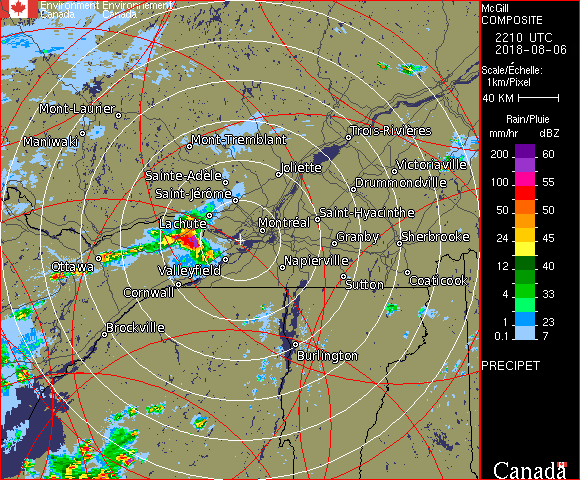 Environment Environnement
Canada Canada
McGill
COMPOSITE
2210 UTC
2018-08-06
Scale/Échelle:
1km/Pixel
40 KM
Rain/Pluie
mm/hr dBZ
200 60
150 57
100 55
50 50
24 45
12 40
4 33
1 23
0.1 7
PRECIPET
Canada
Mont-Laurier
Maniwaki
Mont-Tremblant
Trois-Rivières
Joliette
Victoriaville
Sainte-Adèle
Drummondville
Saint-Jérôme
Lachute
Saint-Hyacinthe
Montréal
Granby
Sherbrooke
Ottawa
Valleyfield
Napierville
Cornwall
Sutton
Coaticook
Brockville
Burlington